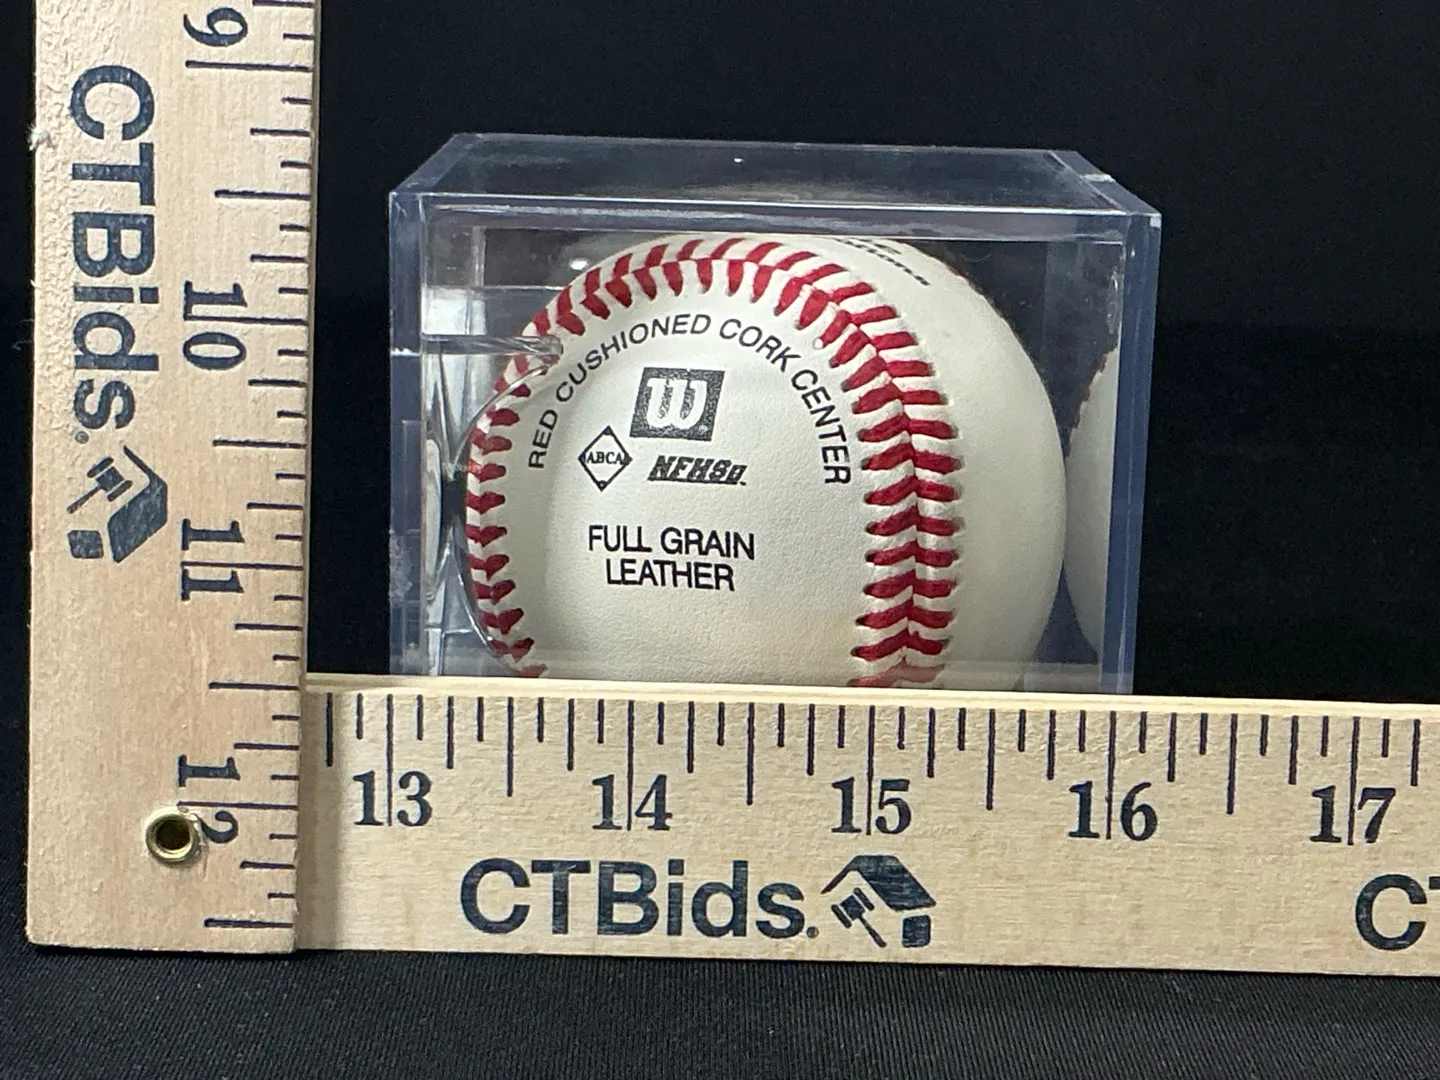 9
10
11
12
CTBids.
RED CUSHIONED CORK CENTER
W
ABCA
NFHS
FULL GRAIN
LEATHER
13 14 15 16 17
CTBids.
CT